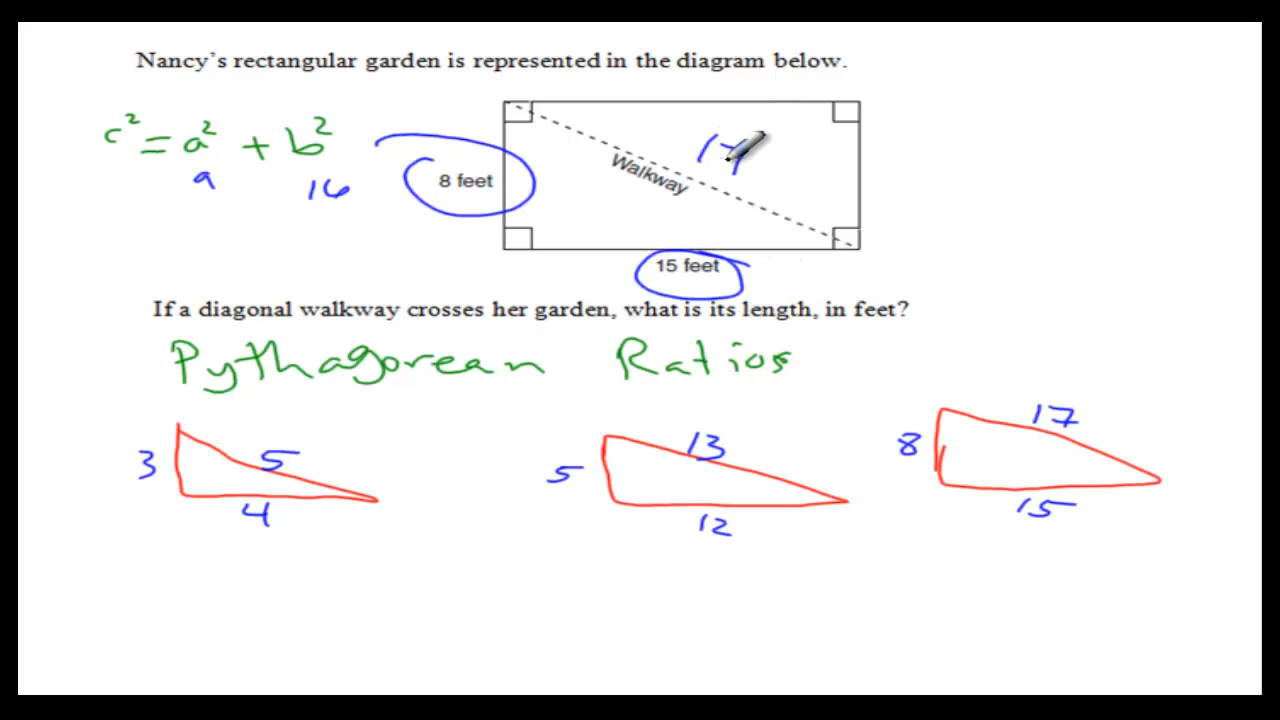 Nancy's rectangular garden is represented in the diagram below.
c² = a² + b²
9 16
8 feet
Walkway
17
15 feet
If a diagonal walkway crosses her garden, what is its length, in feet?
Pythagorean Ratios
3 5 4
5 13 12
8 17 15